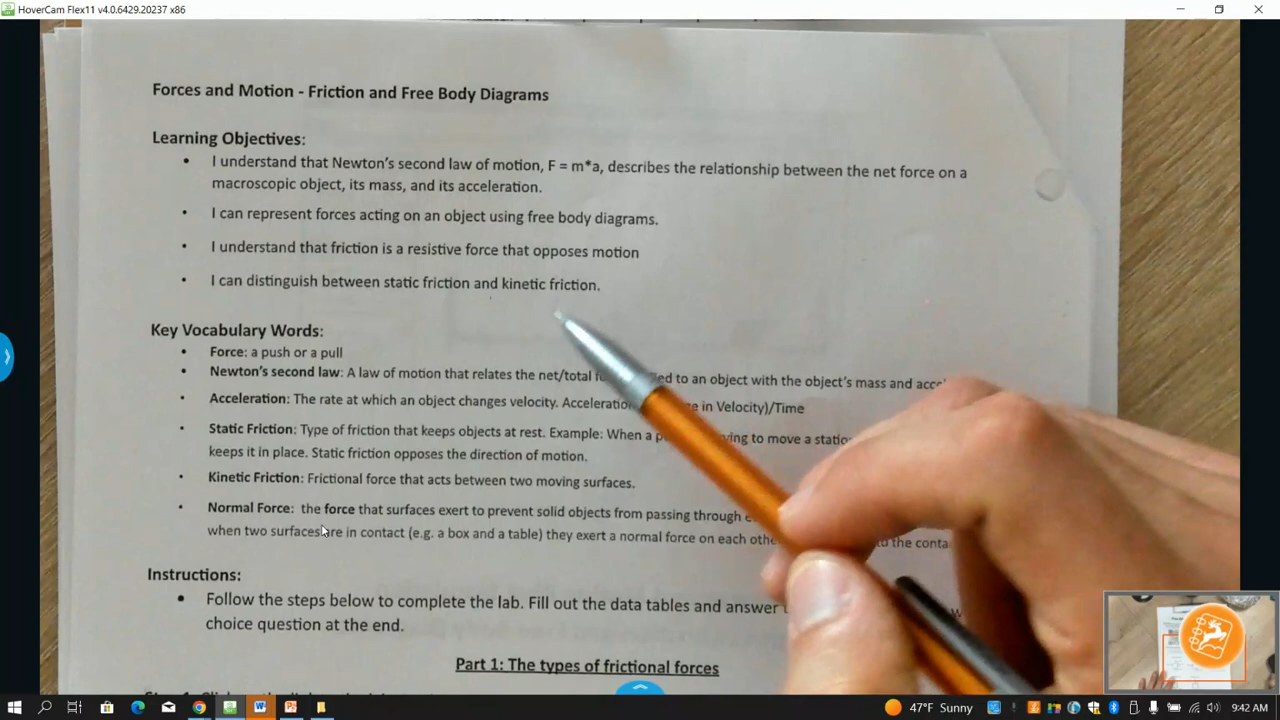 HoverCam Flex11 v4.0.6429.20237 x86
Forces and Motion - Friction and Free Body Diagrams
Learning Objectives:
• I understand that Newton's second law of motion, F = m*a, describes the relationship between the net force on a
macroscopic object, its mass, and its acceleration.
• I can represent forces acting on an object using free body diagrams.
• I understand that friction is a resistive force that opposes motion
• I can distinguish between static friction and kinetic friction.
Key Vocabulary Words:
• Force: a push or a pull
• Newton's second law: A law of motion that relates the net/total to an object with the object's mass and
• Acceleration: The rate at which an object changes velocity. Acceleration in Velocity)/Time
• Static Friction: Type of friction that keeps objects at rest. Example: When a to move a
keeps it in place. Static friction opposes the direction of motion.
• Kinetic Friction: Frictional force that acts between two moving surfaces.
• Normal Force: the force that surfaces exert to prevent solid objects from passing through
when two surfaces are in contact (e.g. a box and a table) they exert a normal force on each the
Instructions:
• Follow the steps below to complete the lab. Fill out the data tables and answer
choice question at the end.
Part 1: The types of frictional forces
47°F Sunny
9:42 AM